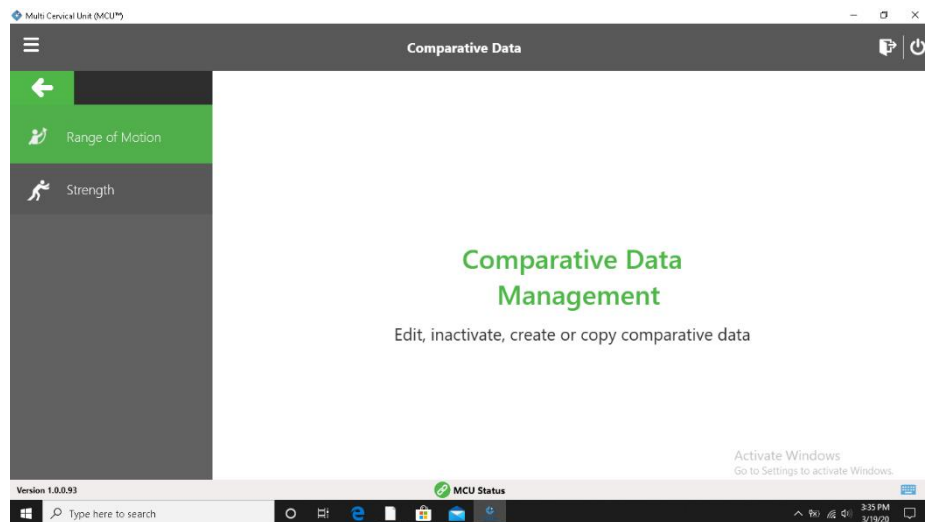 Multi Cervical Unit (MCU™)
Comparative Data
Range of Motion
Strength
Comparative Data
Management
Edit, inactivate, create or copy comparative data
Activate Windows
Go to Settings to activate Windows.
Version 1.0.0.93
MCU Status
Type here to search
3:35 PM
3/19/20